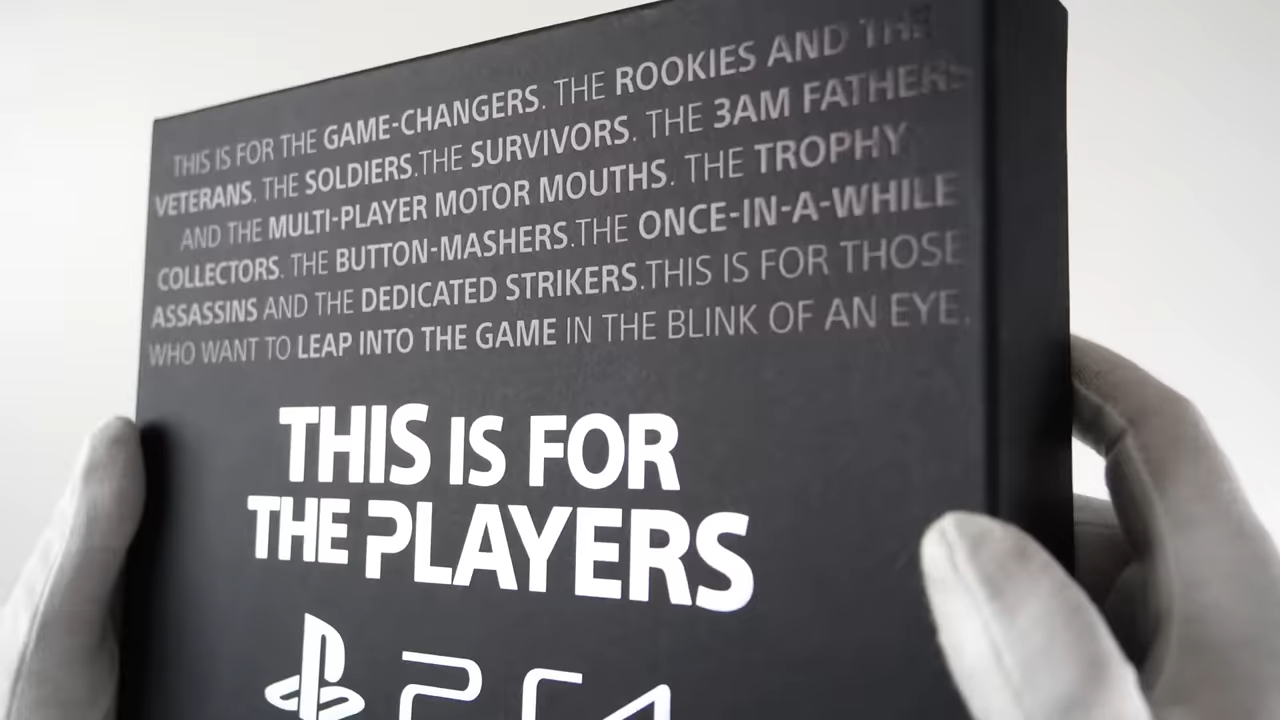 THIS IS FOR THE GAME-CHANGERS. THE ROOKIES AND THE
VETERANS. THE SOLDIERS.THE SURVIVORS. THE 3AM FATHERS
AND THE MULTI-PLAYER MOTOR MOUTHS. THE TROPHY
COLLECTORS. THE BUTTON-MASHERS.THE ONCE-IN-A-WHILE
ASSASSINS AND THE DEDICATED STRIKERS.THIS IS FOR THOSE
WHO WANT TO LEAP INTO THE GAME IN THE BLINK OF AN EYE.
THIS IS FOR
THE PLAYERS
PS4